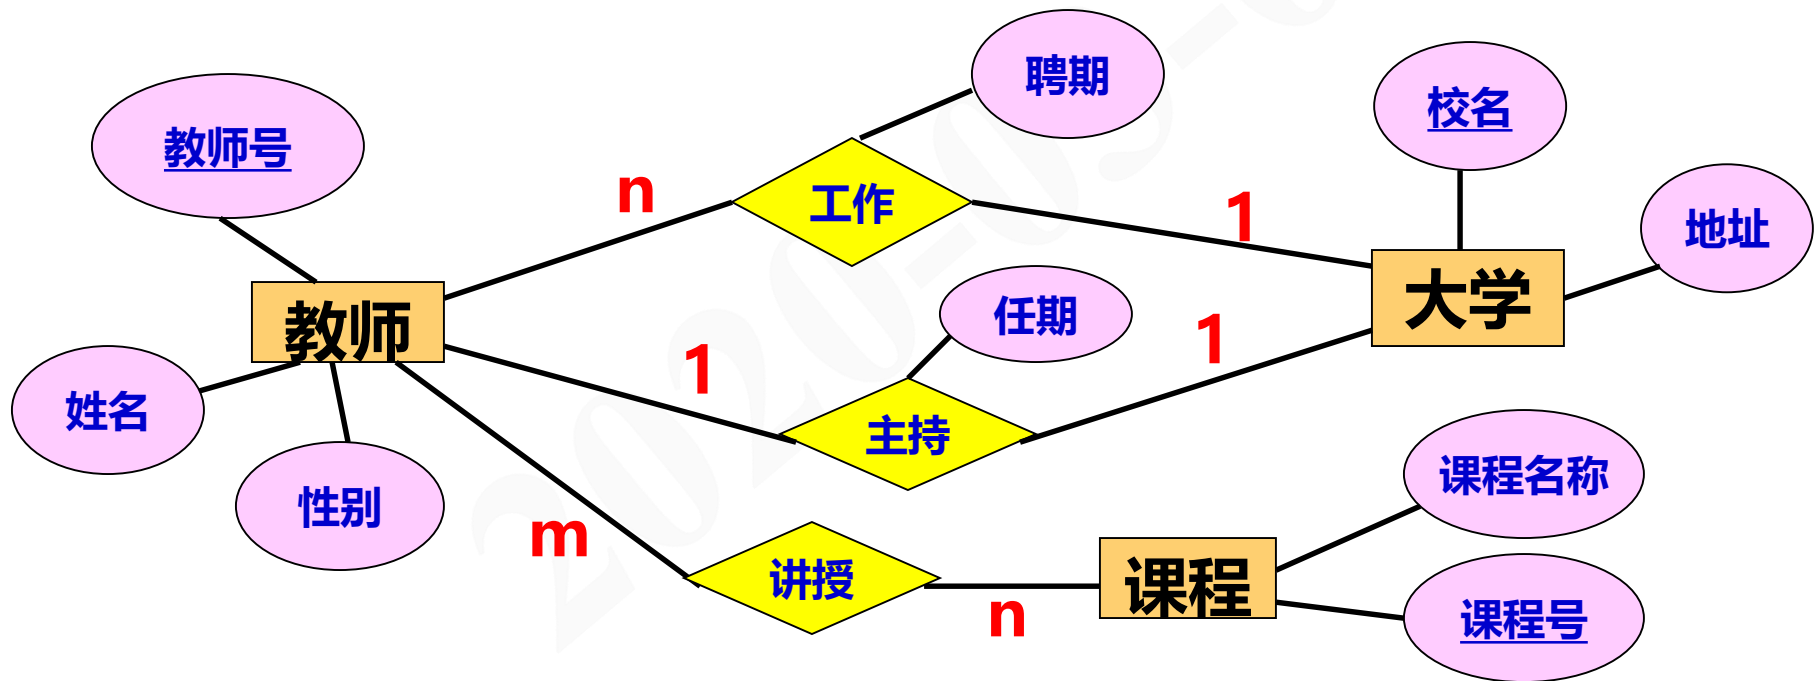 聘期
校名
教师号
n
工作
1
地址
教师
大学
任期
1
1
姓名
主持
课程名称
性别
m
讲授
课程
n
课程号